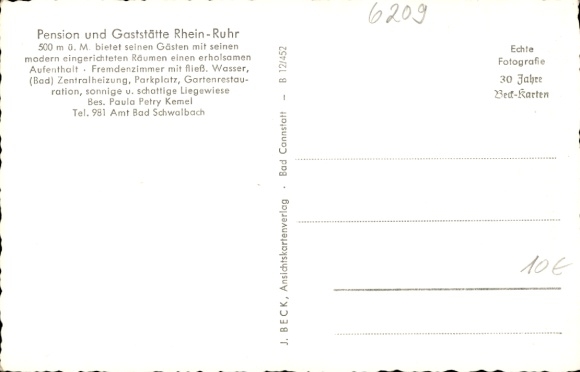 6209
Pension und Gaststätte Rhein-Ruhr
500 m ü. M. bietet seinen Gästen mit seinen
modern eingerichteten Räumen einen erholsamen
Aufenthalt · Fremdenzimmer mit fließ. Wasser,
(Bad) Zentralheizung, Parkplatz, Gartenrestau-
ration, sonnige u. schattige Liegewiese
Bes. Paula Petry Kemel
Tel. 981 Amt Bad Schwalbach
J. BECK, Ansichtskartenverlag · Bad Cannstatt – B 12/452
Echte
Fotografie
30 Jahre
Beck-Karten
10€